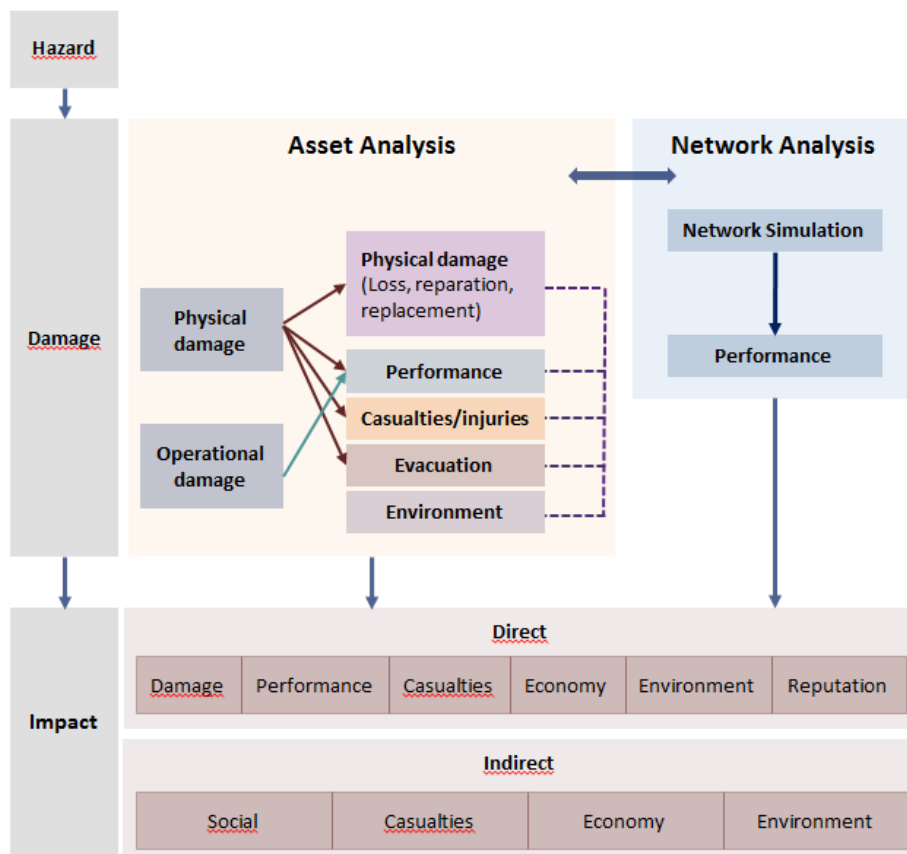 Hazard
Asset Analysis
Network Analysis
Network Simulation
Physical damage
(Loss, reparation,
replacement)
Physical
damage
Damage
Performance
Performance
Casualties/injuries
Operational
damage
Evacuation
Environment
Direct
Damage
Performance
Casualties
Economy
Environment
Reputation
Impact
Indirect
Social
Casualties
Economy
Environment